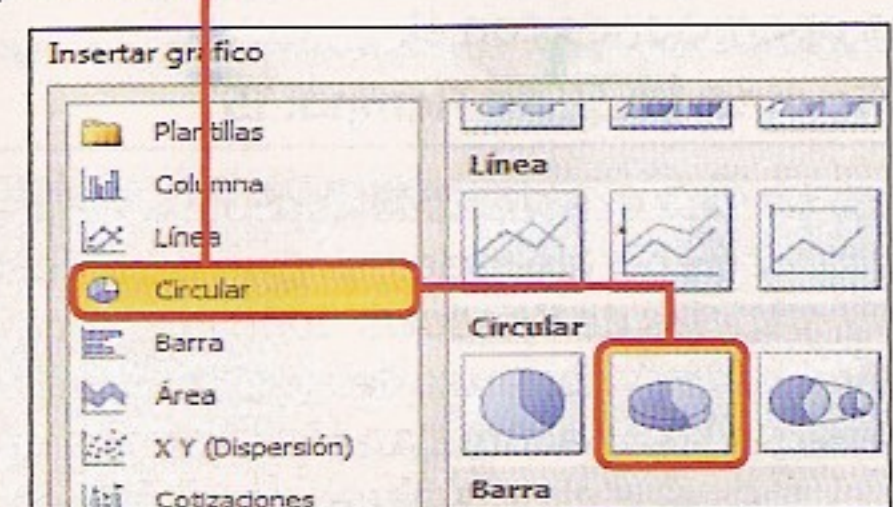 Insertar gráfico
Plantillas
Columna
Línea
Circular
Barra
Área
X Y (Dispersión)
Cotizaciones
Línea
Circular
Barra